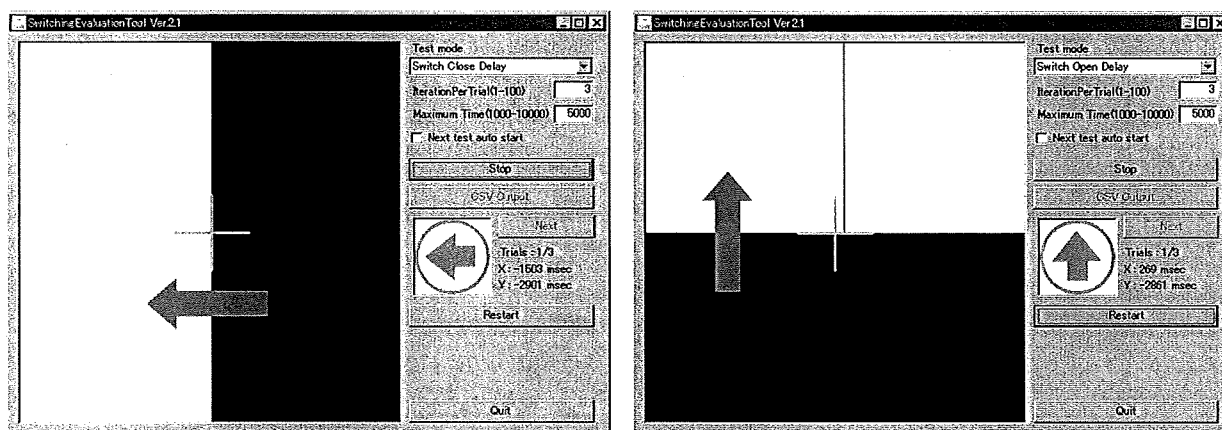 SwitchingEvaluationTool Ver.2.1
Test mode
Switch Close Delay
IterationPerTrial(1-100) 3
Maximum Time(1000-10000) 5000
Next test auto start
Stop
CSV Output
Next
Trials : 1/3
X : -1503 msec
Y : -2901 msec
Restart
Quit
SwitchingEvaluationTool Ver.2.1
Test mode
Switch Open Delay
IterationPerTrial(1-100) 3
Maximum Time(1000-10000) 5000
Next test auto start
Stop
CSV Output
Next
Trials : 1/3
X : 269 msec
Y : -2861 msec
Restart
Quit